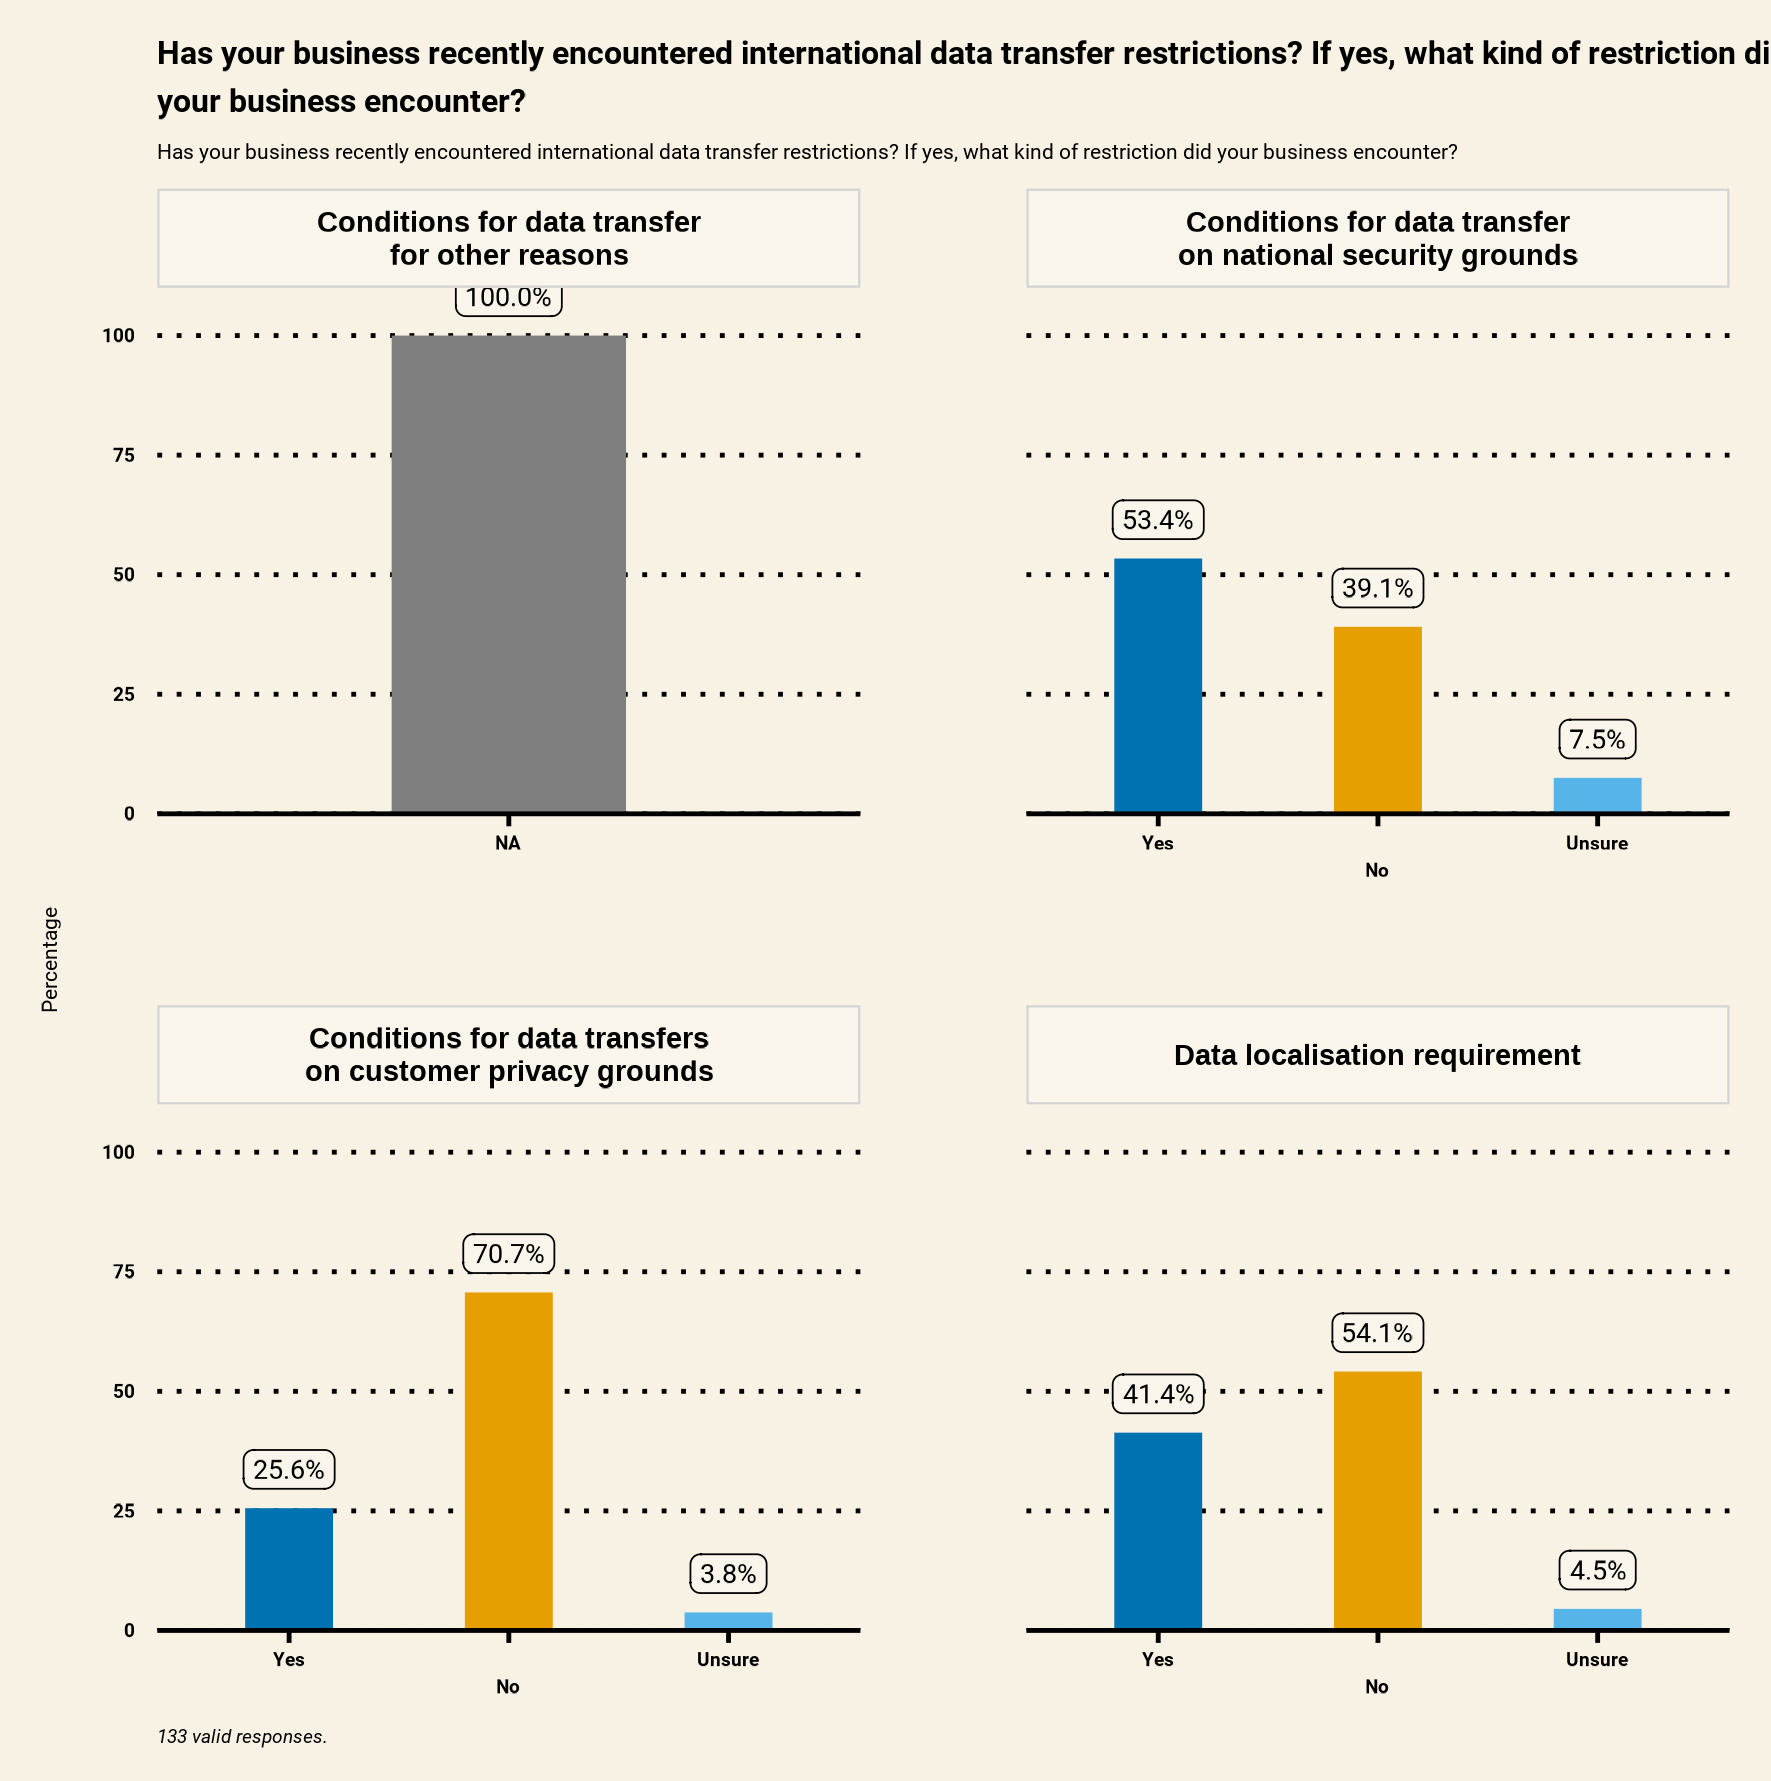 Has your business recently encountered international data transfer restrictions? If yes, what kind of restriction di
your business encounter?
Has your business recently encountered international data transfer restrictions? If yes, what kind of restriction did your business encounter?
Conditions for data transfer
for other reasons
100.0%
100
75
50
25
0
NA
Conditions for data transfer
on national security grounds
53.4%
39.1%
7.5%
Yes
No
Unsure
Percentage
Conditions for data transfers
on customer privacy grounds
100
75
50
25
0
70.7%
25.6%
3.8%
Yes
No
Unsure
Data localisation requirement
54.1%
41.4%
4.5%
Yes
No
Unsure
133 valid responses.